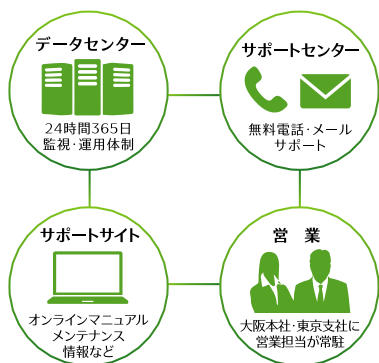 データセンター
24時間365日
監視・運用体制
サポートセンター
無料電話・メール
サポート
サポートサイト
オンラインマニュアル
メンテナンス
情報など
営　業
大阪本社・東京支社に
営業担当が常駐